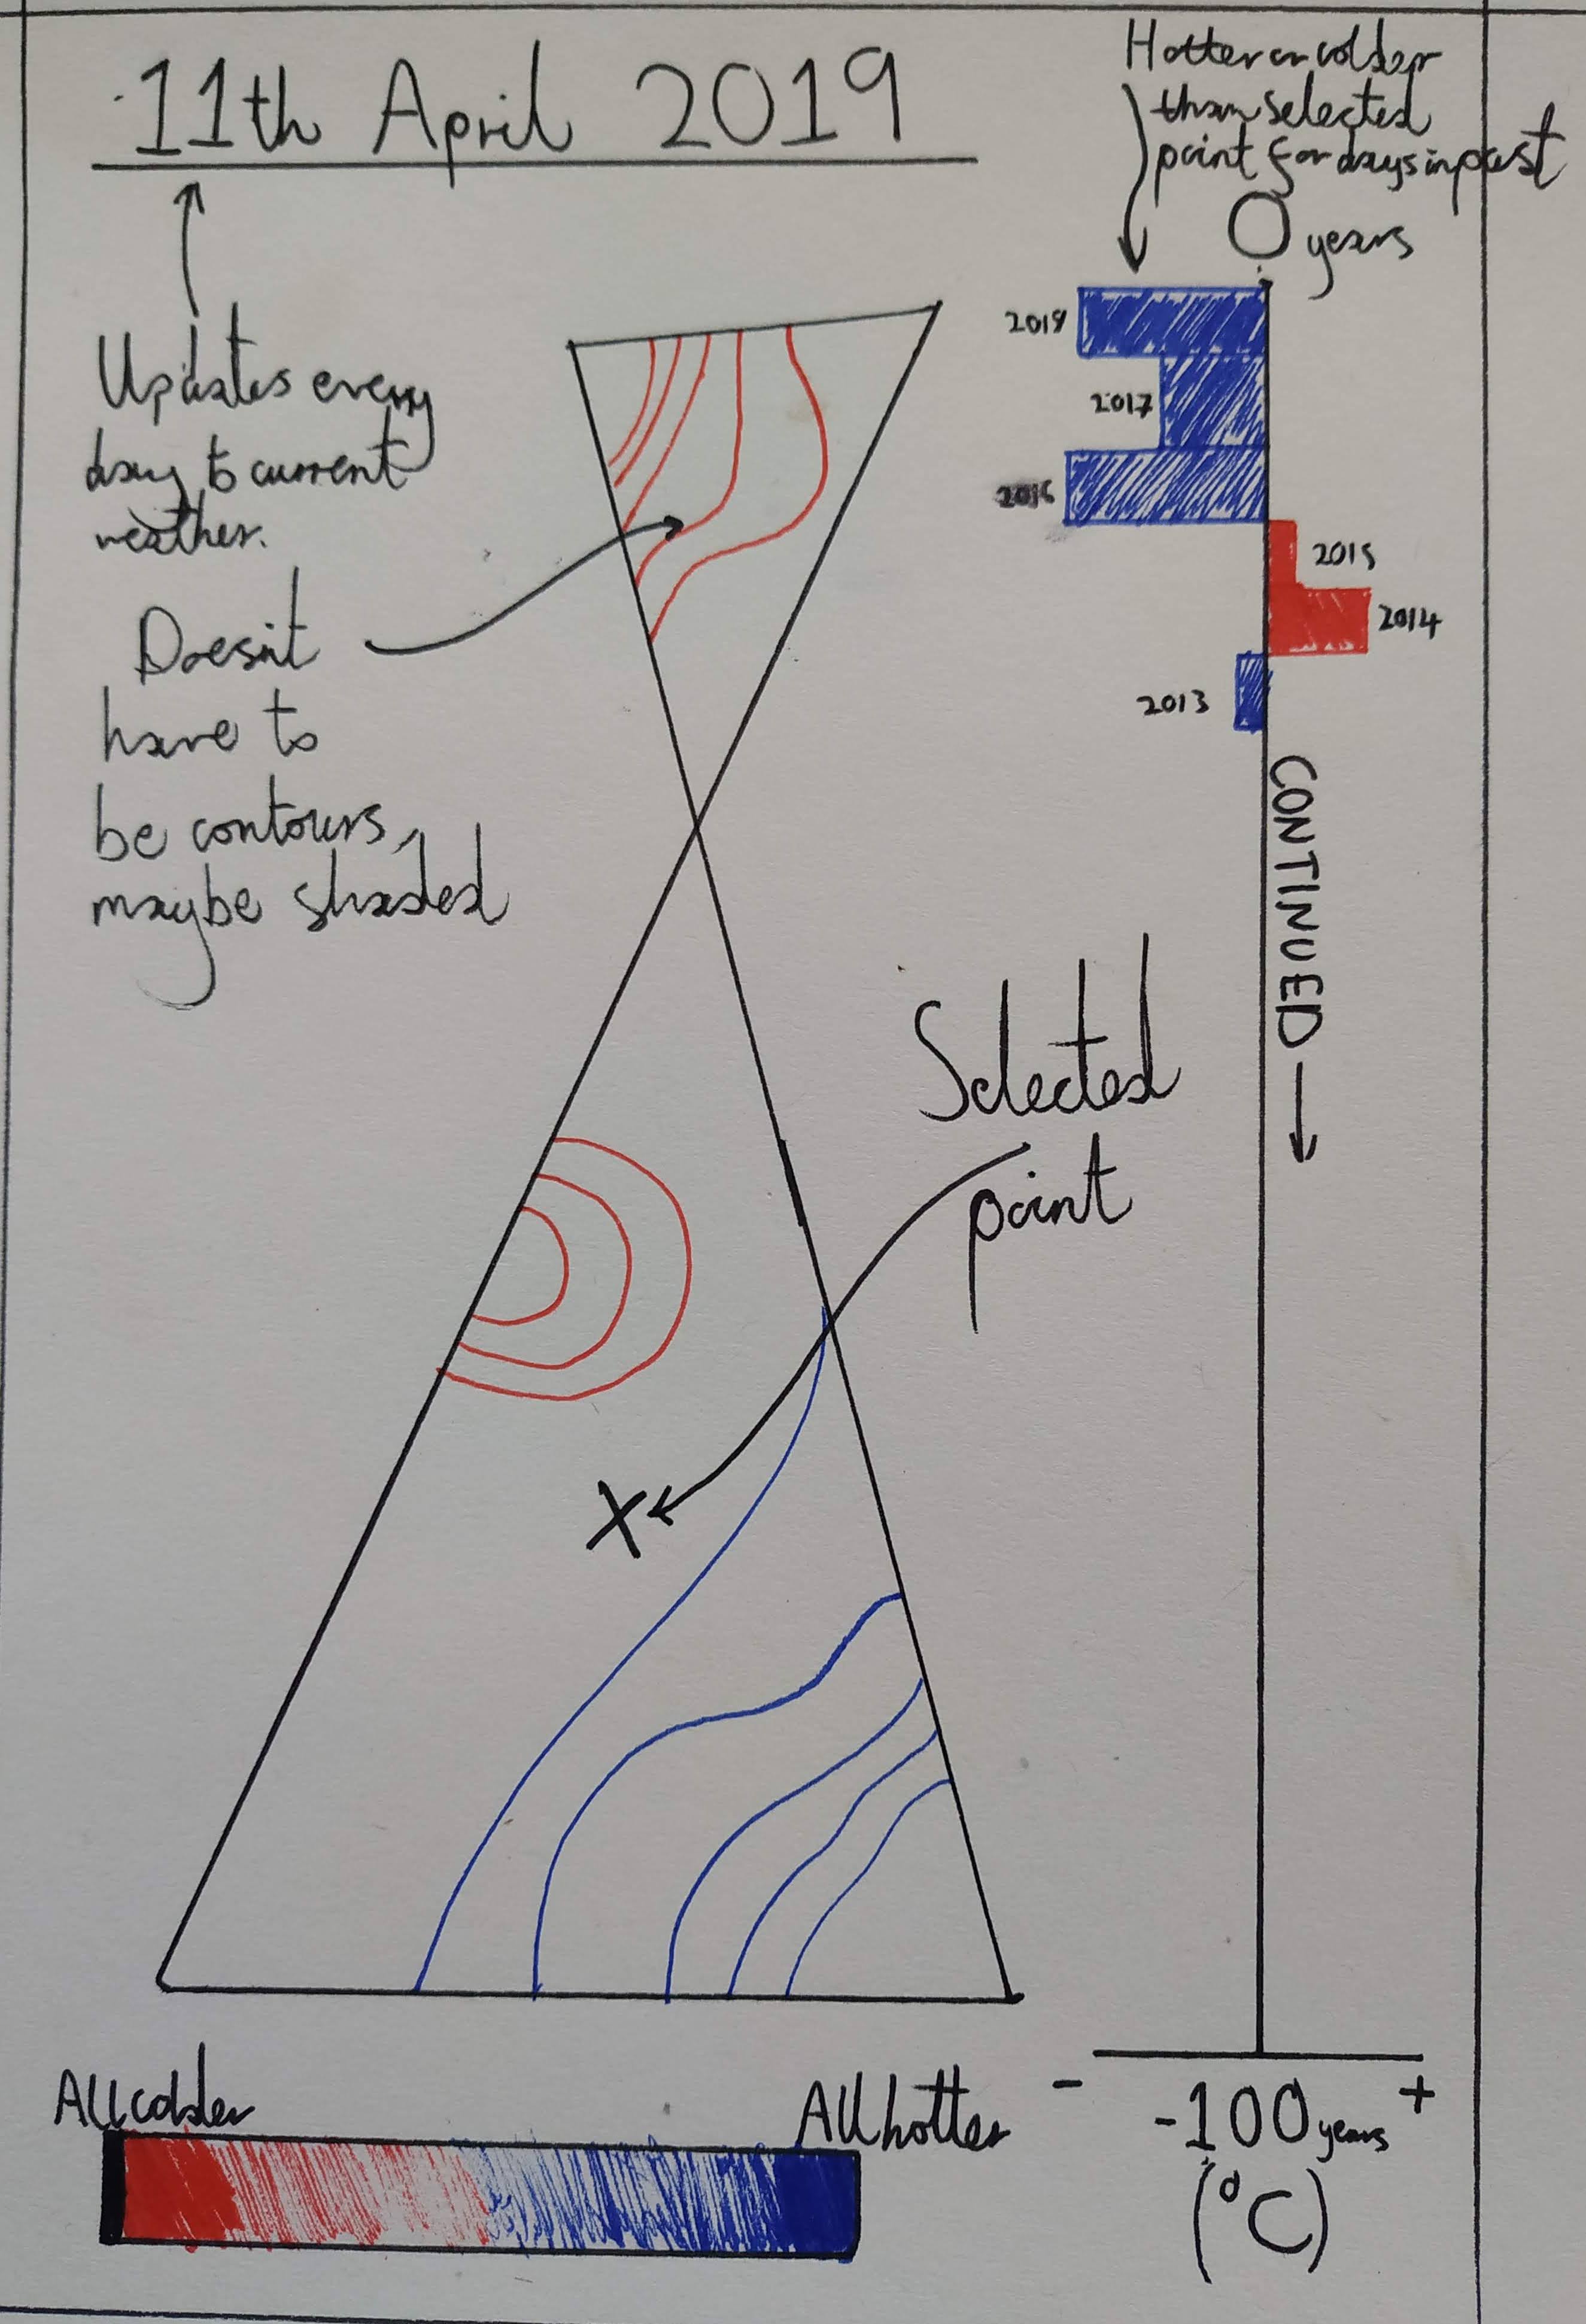 11th April 2019
Hotter or colder
than selected
point for days in past
0 years
Updates every
day to current
weather.
Doesn't
have to
be contours,
maybe shaded
2018
2017
2016
2015
2014
2013
CONTINUED
Selected
point
All colder
All hotter
- +
-100 years
(°C)